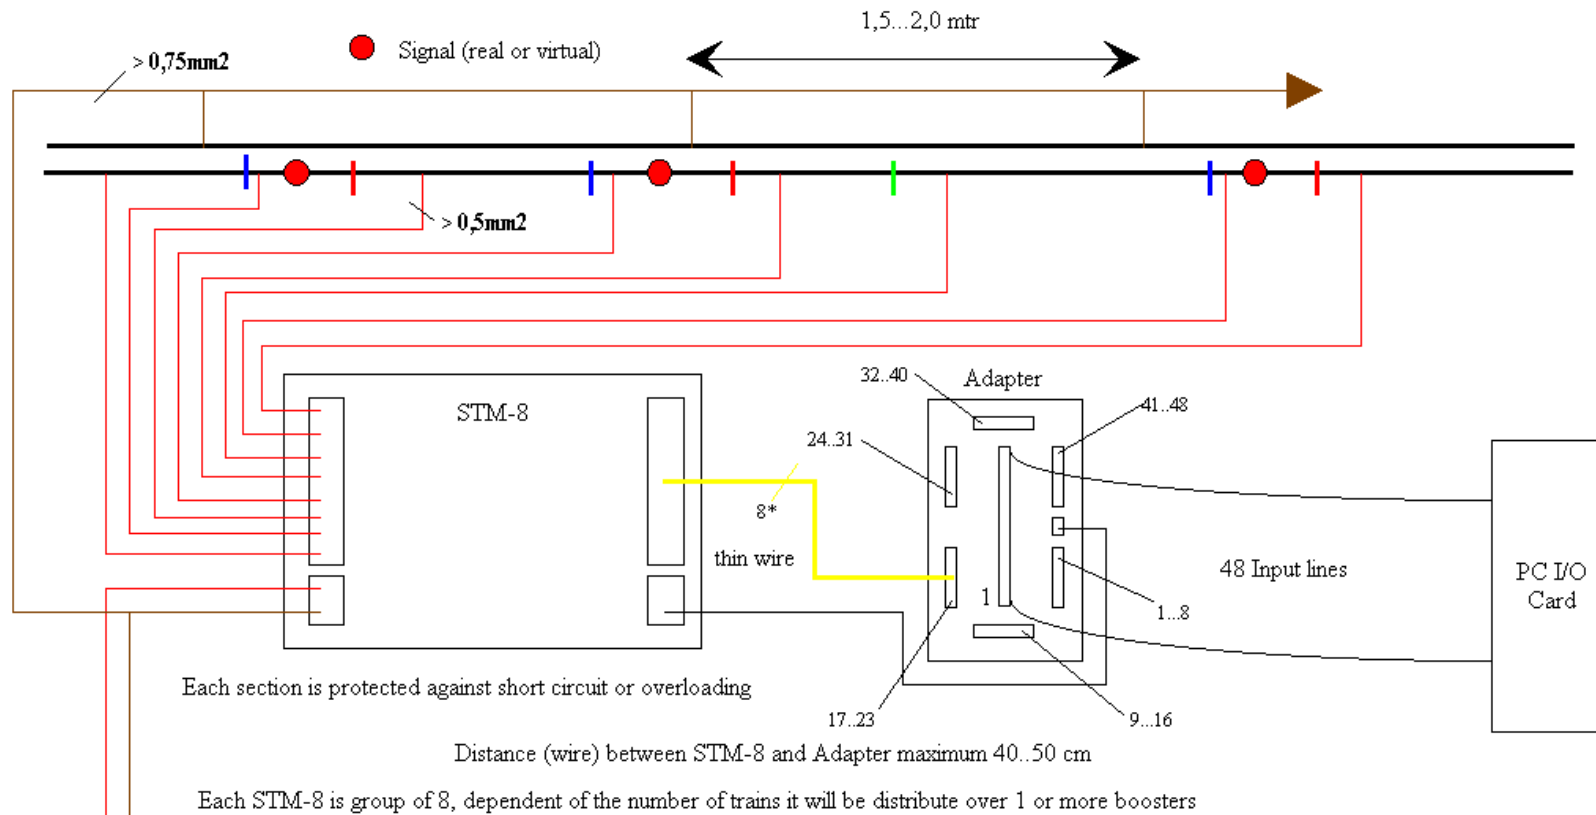 1,5...2,0 mtr
Signal (real or virtual)
> 0,75mm2
> 0,5mm2
32..40
Adapter
STM-8
41..48
24..31
8*
thin wire
48 Input lines
PC I/O
Card
1
1...8
Each section is protected against short circuit or overloading
17..23
9..16
Distance (wire) between STM-8 and Adapter maximum 40..50 cm
Each STM-8 is group of 8, dependent of the number of trains it will be distribute over 1 or more boosters